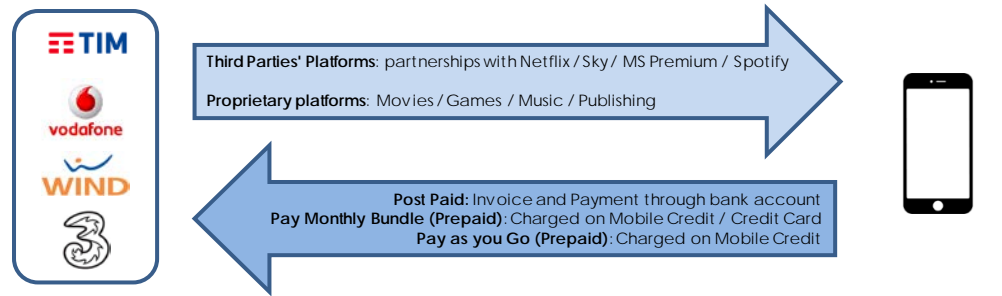 TIM
vodofone
WIND
3
Third Parties' Platforms: partnerships with Netflix / Sky / MS Premium / Spotify
Proprietary platforms: Movies / Games / Music / Publishing
Post Paid: Invoice and Payment through bank account
Pay Monthly Bundle (Prepaid): Charged on Mobile Credit / Credit Card
Pay as you Go (Prepaid): Charged on Mobile Credit